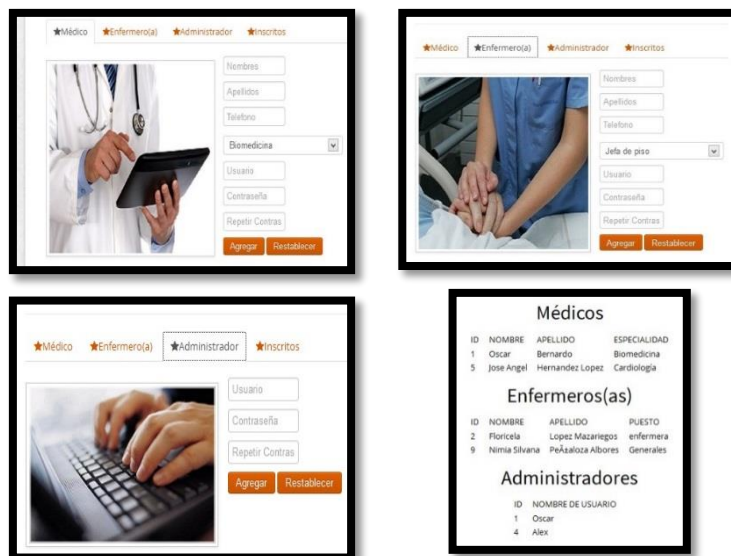 ★Médico ★Enfermero(a) ★Administrador ★Inscritos
Nombres
Apellidos
Telefono
Biomedicina
Usuario
Contraseña
Repetir Contras
Agregar Restablecer
★Médico ★Enfermero(a) ★Administrador ★Inscritos
Nombres
Apellidos
Telefono
Jefa de piso
Usuario
Contraseña
Repetir Contras
Agregar Restablecer
★Médico ★Enfermero(a) ★Administrador ★Inscritos
Usuario
Contraseña
Repetir Contras
Agregar Restablecer
Médicos
ID NOMBRE APELLIDO ESPECIALIDAD
1 Oscar Bernardo Biomedicina
5 Jose Angel Hernandez Lopez Cardiología
Enfermeros(as)
ID NOMBRE APELLIDO PUESTO
2 Floricela Lopez Mazariegos enfermera
9 Nimia Silvana PeÃ±aloza Albores Generales
Administradores
ID NOMBRE DE USUARIO
1 Oscar
4 Alex